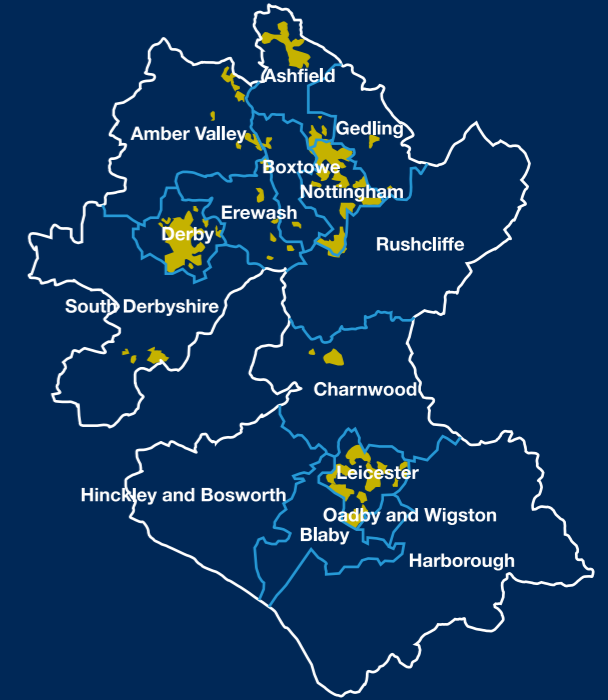 Ashfield
Amber Valley
Gedling
Boxtowe
Nottingham
Erewash
Derby
Rushcliffe
South Derbyshire
Charnwood
Leicester
Hinckley and Bosworth
Oadby and Wigston
Blaby
Harborough